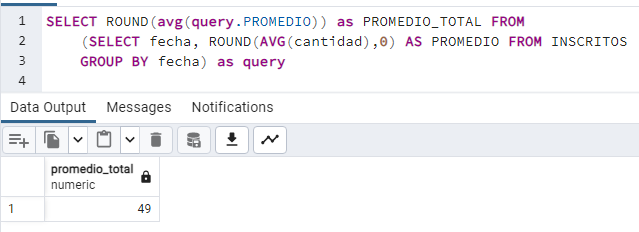 1 SELECT ROUND(avg(query.PROMEDIO)) as PROMEDIO_TOTAL FROM
2 (SELECT fecha, ROUND(AVG(cantidad),0) AS PROMEDIO FROM INSCRITOS
3 GROUP BY fecha) as query
4
Data Output Messages Notifications
promedio_total
numeric
1 49